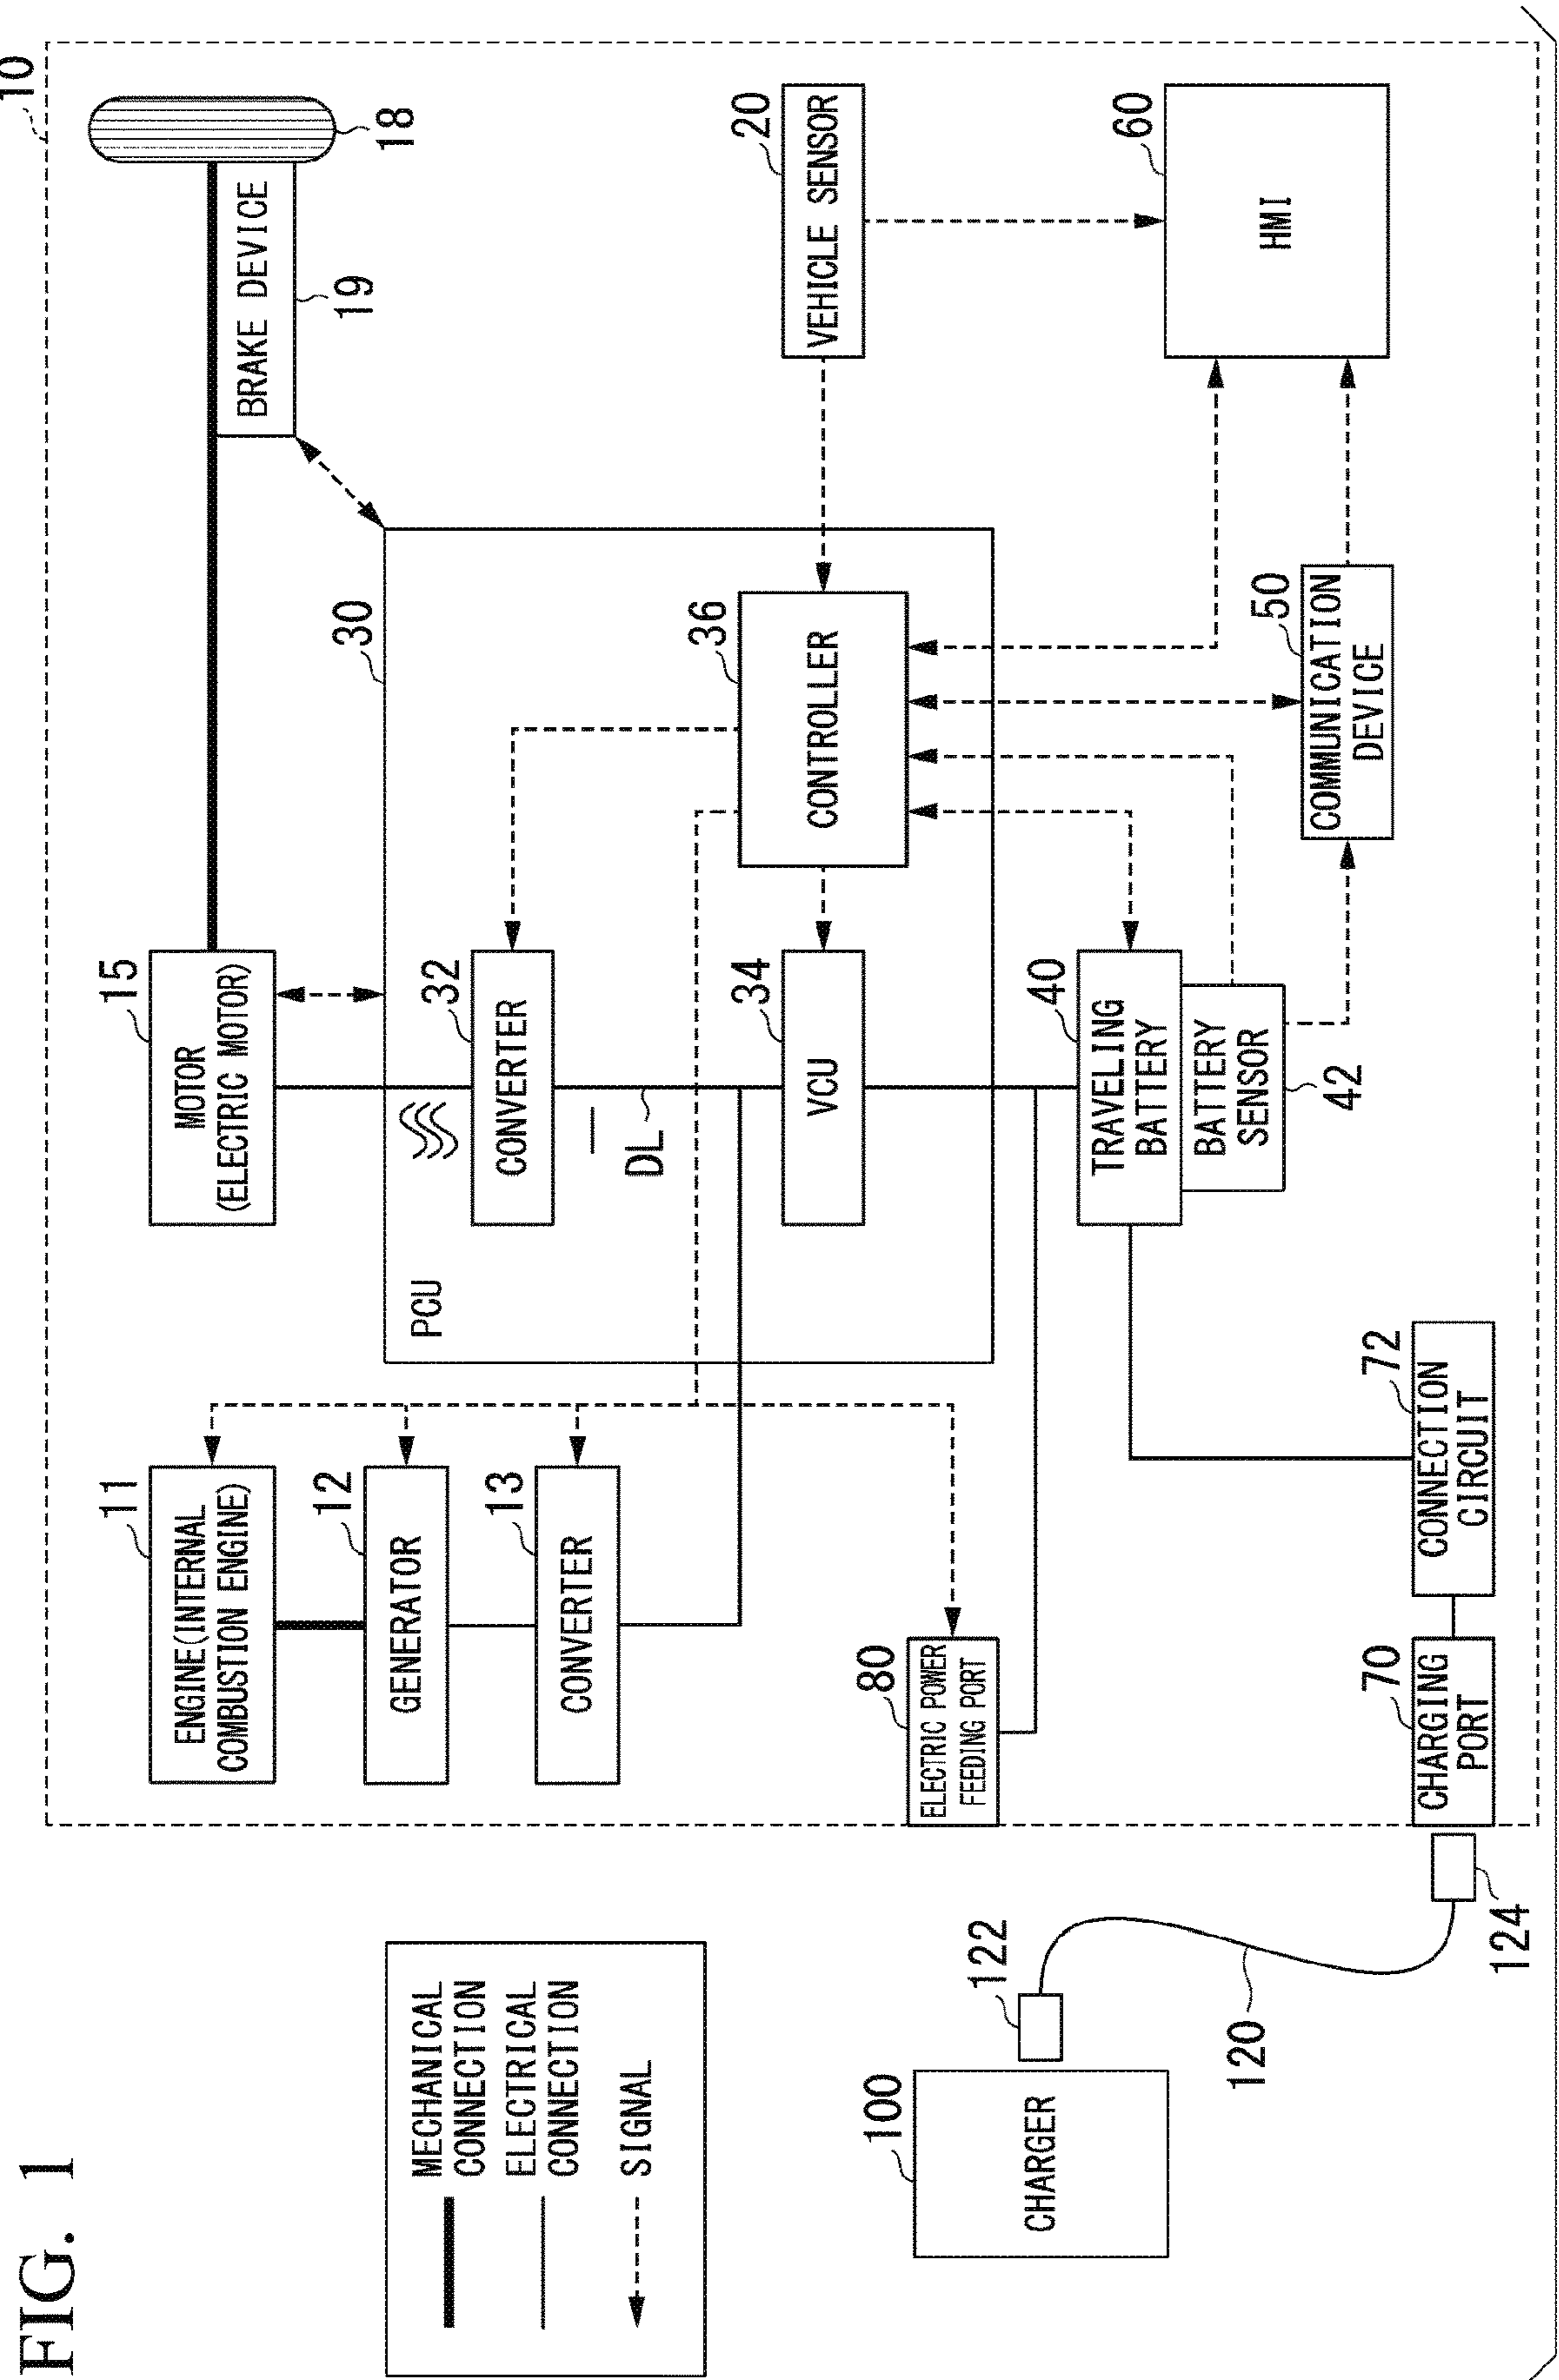 FIG. 1
10
11
ENGINE(INTERNAL
COMBUSTION ENGINE)
12
GENERATOR
13
CONVERTER
15
MOTOR
(ELECTRIC MOTOR)
18
BRAKE DEVICE
19
30
PCU
32
CONVERTER
DL
34
VCU
36
CONTROLLER
20
VEHICLE SENSOR
60
HMI
50
COMMUNICATION
DEVICE
40
TRAVELING
BATTERY
BATTERY
SENSOR
42
80
ELECTRIC POWER
FEEDING PORT
72
CONNECTION
CIRCUIT
70
CHARGING
PORT
124
122
120
100
CHARGER
MECHANICAL
CONNECTION
ELECTRICAL
CONNECTION
SIGNAL